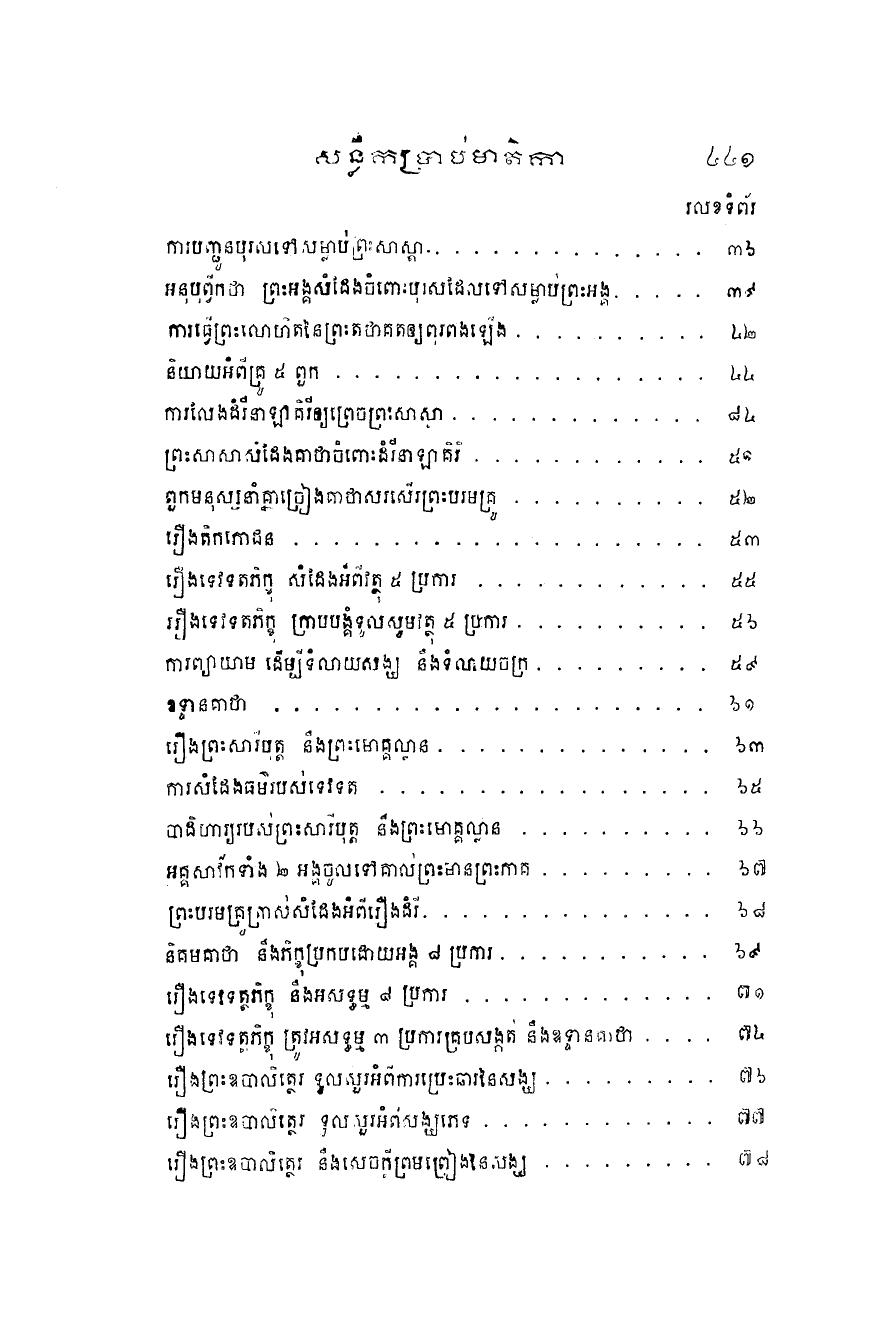 សន្លឹកប្រាប់មាតិកា ៤៤១
រលខទំព័រ
ការបញ្ជូនបុរសទៅសម្លាប់ព្រះសាស្តា. . . . . . . . . . . . . . ៣៦
អនុបុព្វីកថា ព្រះអង្គសំដែងចំពោះបុរសដែលទៅសម្លាប់ព្រះអង្គ. . . . . ៣៩
ការធ្វើព្រះលោហិតនៃព្រះតថាគតឲ្យពុរពងឡើង . . . . . . . . . . ៤២
និយាយអំពីគ្រូ ៥ ពួក . . . . . . . . . . . . . . . . . . . ៤៤
ការលែងដំរីនាឡាគិរីឲ្យព្រេចព្រះសាស្តា . . . . . . . . . . . . . ៨៤
ព្រះសាសាសំដែងគាថាចំពោះដំរីនាឡាគិរី . . . . . . . . . . . . ៥១
ពួកមនុស្សនាំគ្នាច្រៀងគាថាសរសើរព្រះបរមគ្រូ . . . . . . . . . . ៥២
រឿងតិកកោជន . . . . . . . . . . . . . . . . . . . . . ៥៣
រឿងទេវទតភិក្ខុ សំដែងអំពីវត្ថុ ៥ ប្រការ . . . . . . . . . . . . ៥៥
រឿងទេវទតភិក្ខុ ក្រាបបង្គំទូលសូមវត្ថុ ៥ ប្រការ . . . . . . . . . . ៥៦
ការព្យាយាម ដើម្បីទំលាយសង្ឃ នឹងទំលាយចក្រ . . . . . . . . . ៥៩
ឧទ្ទានគាថា . . . . . . . . . . . . . . . . . . . . . . ៦១
រឿងព្រះសារីបុត្ត នឹងព្រះមោគ្គល្លាន . . . . . . . . . . . . . . ៦៣
ការសំដែងធម៌របស់ទេវទត . . . . . . . . . . . . . . . . . ៦៥
បាដិហារ្យរបស់ព្រះសារីបុត្ត នឹងព្រះមោគ្គល្លាន . . . . . . . . . . ៦៦
អគ្គសាវ័កទាំង ២ អង្គចូលទៅគាល់ព្រះមានព្រះភាគ . . . . . . . . . ៦៧
ព្រះបរមគ្រូត្រាស់សំដែងអំពីរឿងដំរី. . . . . . . . . . . . . . . ៦៨
និគមគាថា នឹងភិក្ខុប្រកបដោយអង្គ ៨ ប្រការ . . . . . . . . . . . ៦៩
រឿងទេវទត្តភិក្ខុ នឹងអសទ្ធម្ម ៨ ប្រការ . . . . . . . . . . . . . ៧១
រឿងទេវទត្តភិក្ខុ ត្រូវអសទ្ធម្ម ៣ ប្រការគ្របសង្កត់ នឹងឧទ្ទានគាថា . . . . ៧៤
រឿងព្រះឧបាលិត្ថេរ ទូលសួរអំពីការប្រេះឆារនៃសង្ឃ . . . . . . . . . ៧៦
រឿងព្រះឧបាលិត្ថេរ ទូលសួរអំពីសង្ឃភេទ . . . . . . . . . . . . ៧៧
រឿងព្រះឧបាលិត្ថេរ នឹងសេចក្តីព្រមព្រៀងនៃសង្ឃ . . . . . . . . . ៧៨